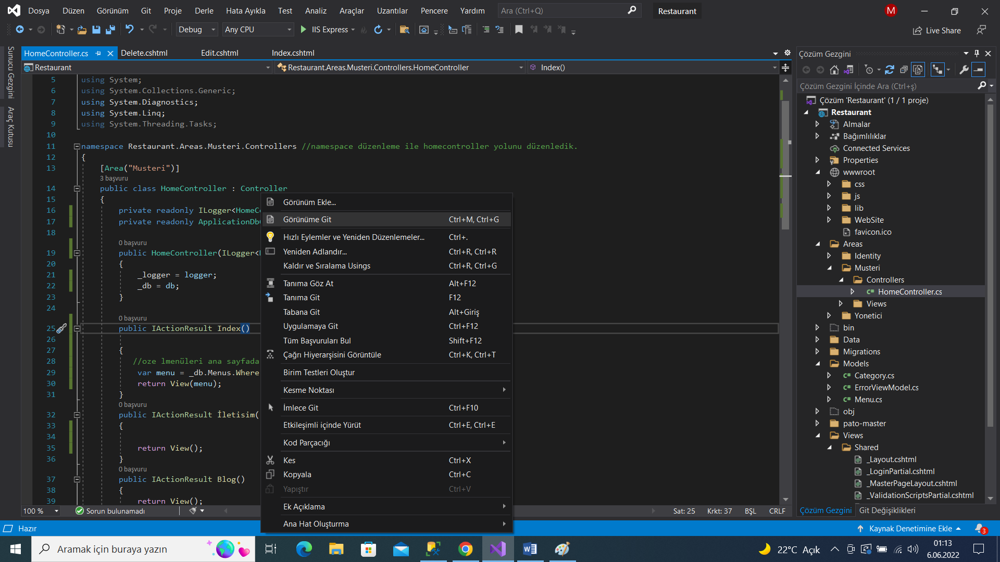 Dosya Düzen Görünüm Git Proje Derle Hata Ayıkla Test Analiz Araçlar Uzantılar Pencere Yardım Ara (Ctrl+Q) Restaurant M
Debug Any CPU IIS Express Live Share
Sunucu Gezgini
Araç Kutusu
HomeController.cs Delete.cshtml Edit.cshtml Index.cshtml
Restaurant Restaurant.Areas.Musteri.Controllers.HomeController Index()
5 using System;
6 using System.Collections.Generic;
7 using System.Diagnostics;
8 using System.Linq;
9 using System.Threading.Tasks;
10
11 namespace Restaurant.Areas.Musteri.Controllers //namespace düzenleme ile homecontroller yolunu düzenledik.
12 {
13 [Area("Musteri")]
3 başvuru
14 public class HomeController : Controller
15 {
16 private readonly ILogger<HomeC
17 private readonly ApplicationDb
18
0 başvuru
19 public HomeController(ILogger<
20 {
21 _logger = logger;
22 _db = db;
23 }
24
0 başvuru
25 public IActionResult Index()
26
27 {
28 //oze lmenüleri ana sayfada
29 var menu = _db.Menus.Where
30 return View(menu);
31 }
0 başvuru
32 public IActionResult İletisim(
33 {
34
35 return View();
36 }
0 başvuru
37 public IActionResult Blog()
38 {
39 return View();
Görünüm Ekle...
Görünüme Git Ctrl+M, Ctrl+G
Hızlı Eylemler ve Yeniden Düzenlemeler... Ctrl+.
Yeniden Adlandır... Ctrl+R, Ctrl+R
Kaldır ve Sıralama Usings Ctrl+R, Ctrl+G
Tanıma Göz At Alt+F12
Tanıma Git F12
Tabana Git Alt+Giriş
Uygulamaya Git Ctrl+F12
Tüm Başvuruları Bul Shift+F12
Çağrı Hiyerarşisini Görüntüle Ctrl+K, Ctrl+T
Birim Testleri Oluştur
Kesme Noktası
İmlece Git Ctrl+F10
Etkileşimli içinde Yürüt Ctrl+E, Ctrl+E
Kod Parçacığı
Kes Ctrl+X
Kopyala Ctrl+C
Yapıştır Ctrl+V
Ek Açıklama
Ana Hat Oluşturma
Çözüm Gezgini
Çözüm Gezgini İçinde Ara (Ctrl+ş)
Çözüm 'Restaurant' (1 / 1 proje)
Restaurant
Almalar
Bağımlılıklar
Connected Services
Properties
wwwroot
css
js
lib
WebSite
favicon.ico
Areas
Identity
Musteri
Controllers
C# HomeController.cs
Views
Yonetici
bin
Data
Migrations
Models
C# Category.cs
C# ErrorViewModel.cs
C# Menu.cs
obj
pato-master
Views
Shared
_Layout.cshtml
_LoginPartial.cshtml
_MasterPageLayout.cshtml
_ValidationScriptsPartial.cshtml
Çözüm Gezgini Git Değişiklikleri
100 % Sorun bulunamadı Sat: 25 Krkt: 37 BŞL CRLF
Hazır Kaynak Denetimine Ekle 3
Aramak için buraya yazın 22°C Açık 01:13
6.06.2022